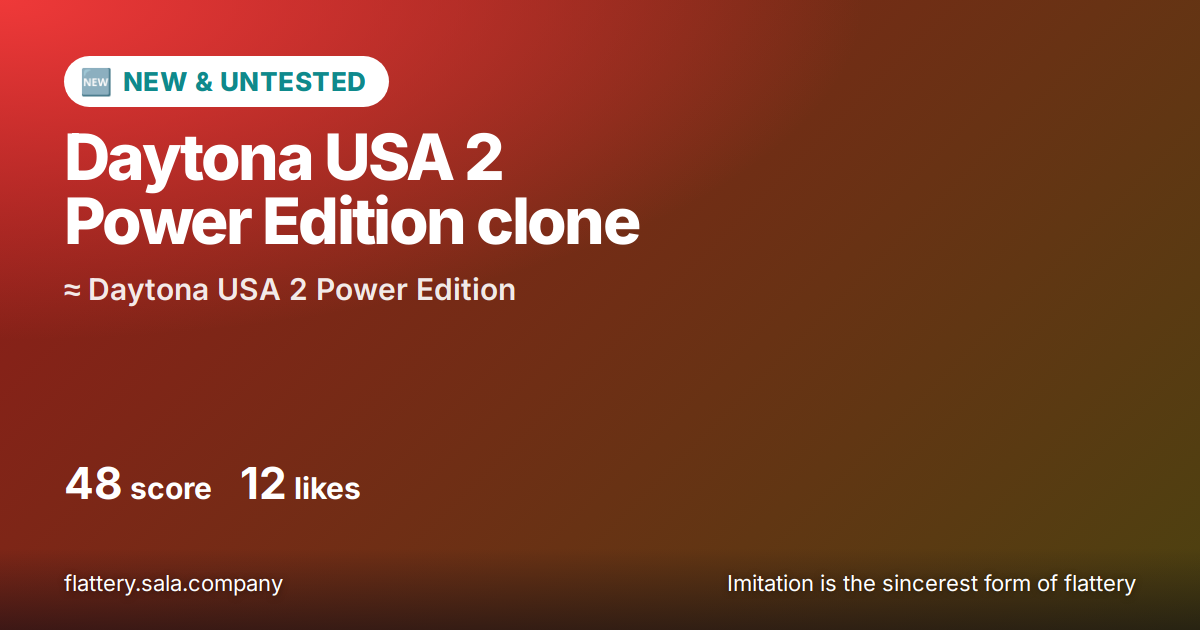 🆕 NEW & UNTESTED
Daytona USA 2
Power Edition clone
≈ Daytona USA 2 Power Edition
48 score 12 likes
flattery.sala.company
Imitation is the sincerest form of flattery